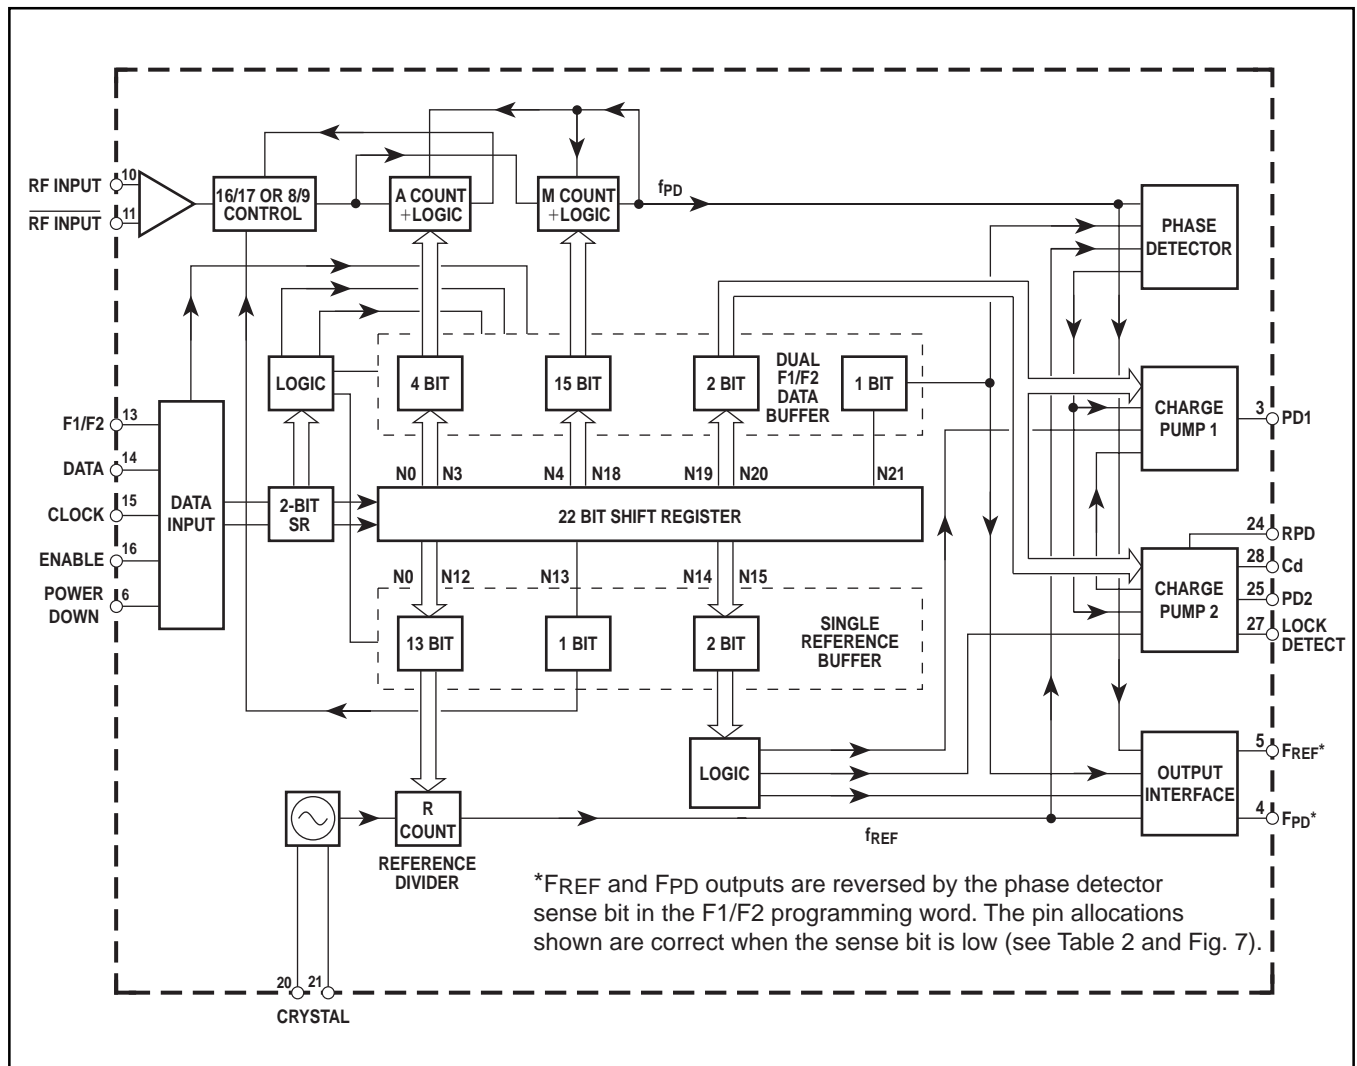 RF INPUT
10
RF INPUT
11
16/17 OR 8/9
CONTROL
A COUNT
+LOGIC
M COUNT
+LOGIC
fPD
PHASE
DETECTOR
LOGIC
4 BIT
15 BIT
2 BIT
DUAL
F1/F2
DATA
BUFFER
1 BIT
CHARGE
PUMP 1
3
PD1
F1/F2
13
DATA
14
CLOCK
15
ENABLE
16
POWER
DOWN
6
DATA
INPUT
2-BIT
SR
N0
N3
N4
N18
N19
N20
N21
22 BIT SHIFT REGISTER
N0
N12
N13
N14
N15
13 BIT
1 BIT
2 BIT
SINGLE
REFERENCE
BUFFER
CHARGE
PUMP 2
24
RPD
28
Cd
25
PD2
27
LOCK
DETECT
LOGIC
OUTPUT
INTERFACE
5
FREF*
4
FPD*
R
COUNT
REFERENCE
DIVIDER
fREF
*FREF and FPD outputs are reversed by the phase detector
sense bit in the F1/F2 programming word. The pin allocations
shown are correct when the sense bit is low (see Table 2 and Fig. 7).
20
21
CRYSTAL